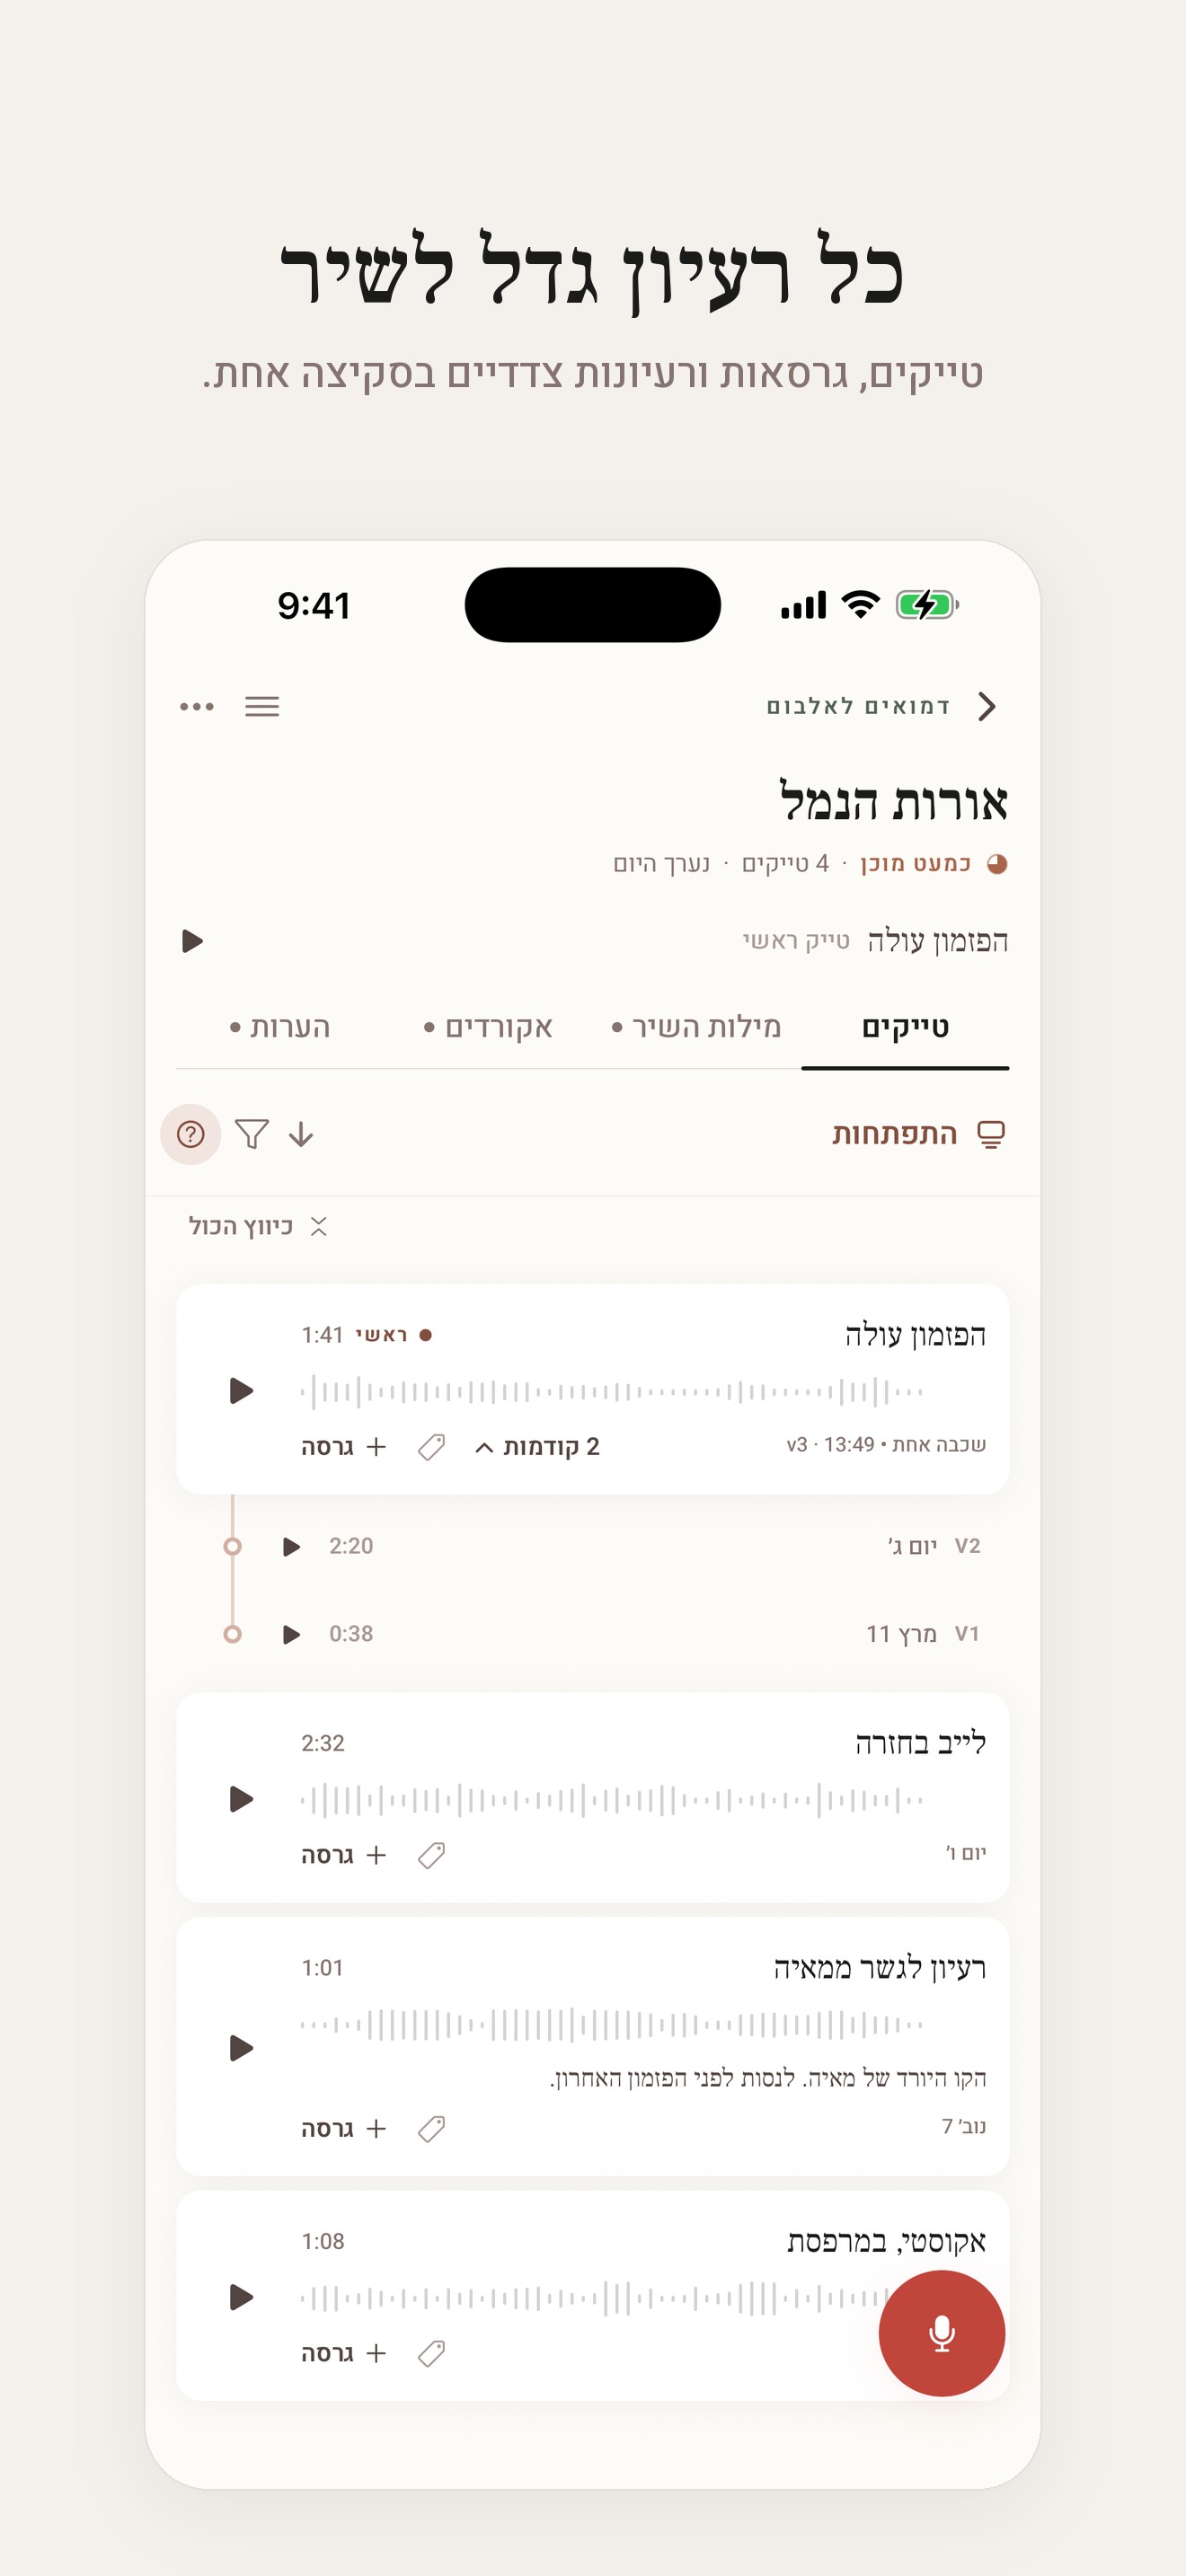 כל רעיון גדל לשיר
טייקים, גרסאות ורעיונות צדדיים בסקיצה אחת.
9:41
דמואים לאלבום
אורות הנמל
כמעט מוכן · 4 טייקים · נערך היום
הפזמון עולה טייק ראשי
טייקים מילות השיר • אקורדים • הערות •
התפתחות
כיווץ הכול
הפזמון עולה • ראשי 1:41
שכבה אחת • 13:49 · v3 2 קודמות + גרסה
V2 יום ג׳ 2:20
V1 מרץ 11 0:38
לייב בחזרה 2:32
יום ו׳ + גרסה
רעיון לגשר ממאיה 1:01
הקו היורד של מאיה. לנסות לפני הפזמון האחרון.
נוב׳ 7 + גרסה
אקוסטי, במרפסת 1:08
+ גרסה